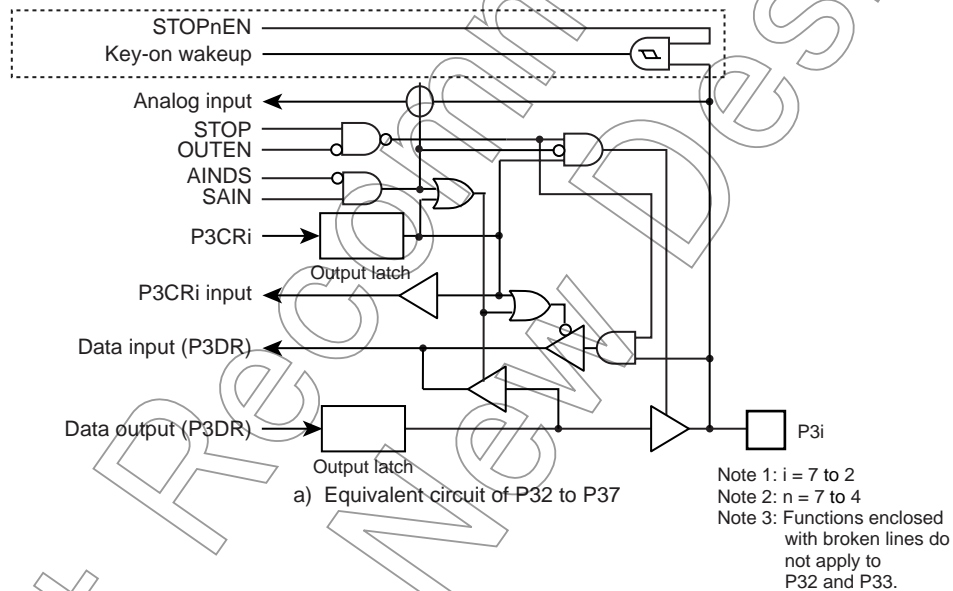 STOPnEN
Key-on wakeup
Analog input
STOP
OUTEN
AINDS
SAIN
P3CRi
Output latch
P3CRi input
Data input (P3DR)
Data output (P3DR)
P3i
Output latch
a) Equivalent circuit of P32 to P37
Note 1: i = 7 to 2
Note 2: n = 7 to 4
Note 3: Functions enclosed
with broken lines do
not apply to
P32 and P33.